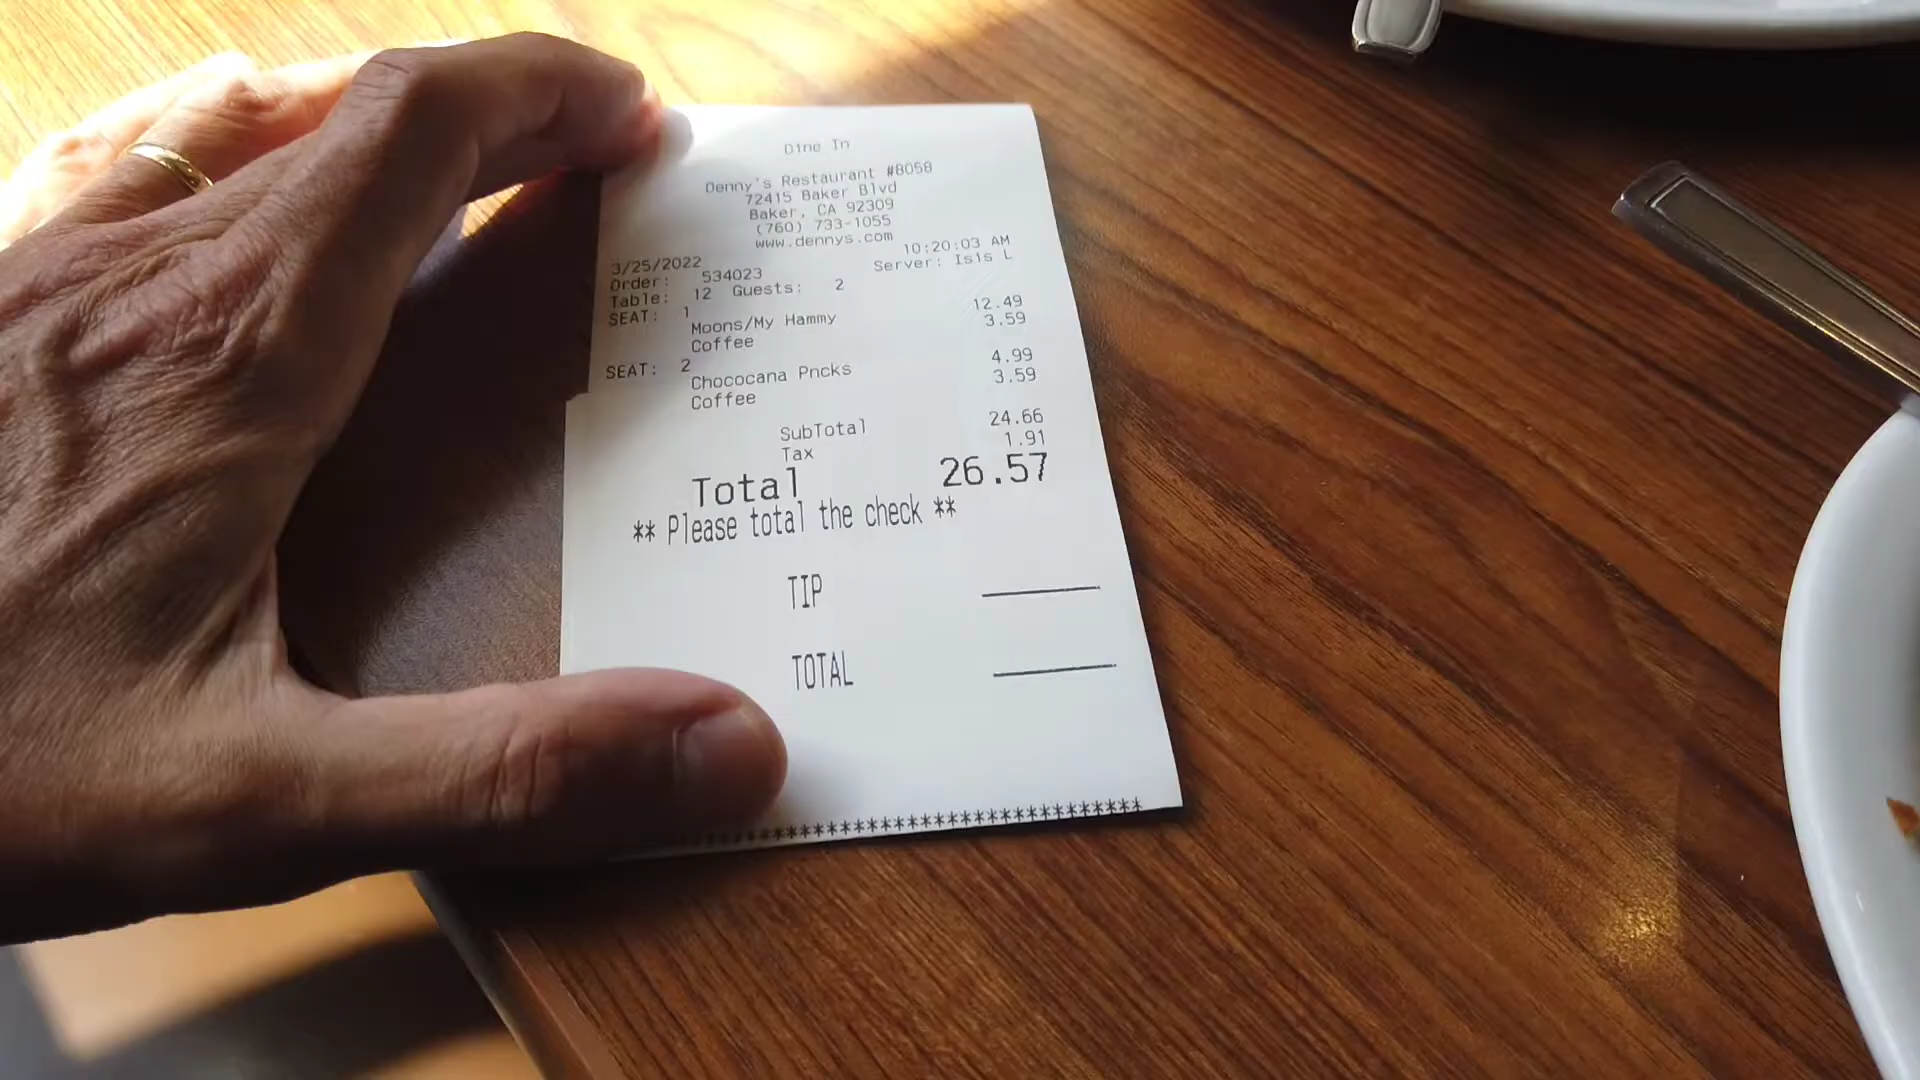 Dine In
Denny's Restaurant #8058
72415 Baker Blvd
Baker, CA 92309
(760) 733-1055
www.dennys.com
3/25/2022 10:20:03 AM
Order: 534023 Server: Isis L
Table: 12 Guests: 2
SEAT: 1
Moons/My Hammy 12.49
Coffee 3.59
SEAT: 2
Chococana Pncks 4.99
Coffee 3.59
SubTotal 24.66
Tax 1.91
Total 26.57
** Please total the check **
TIP
TOTAL